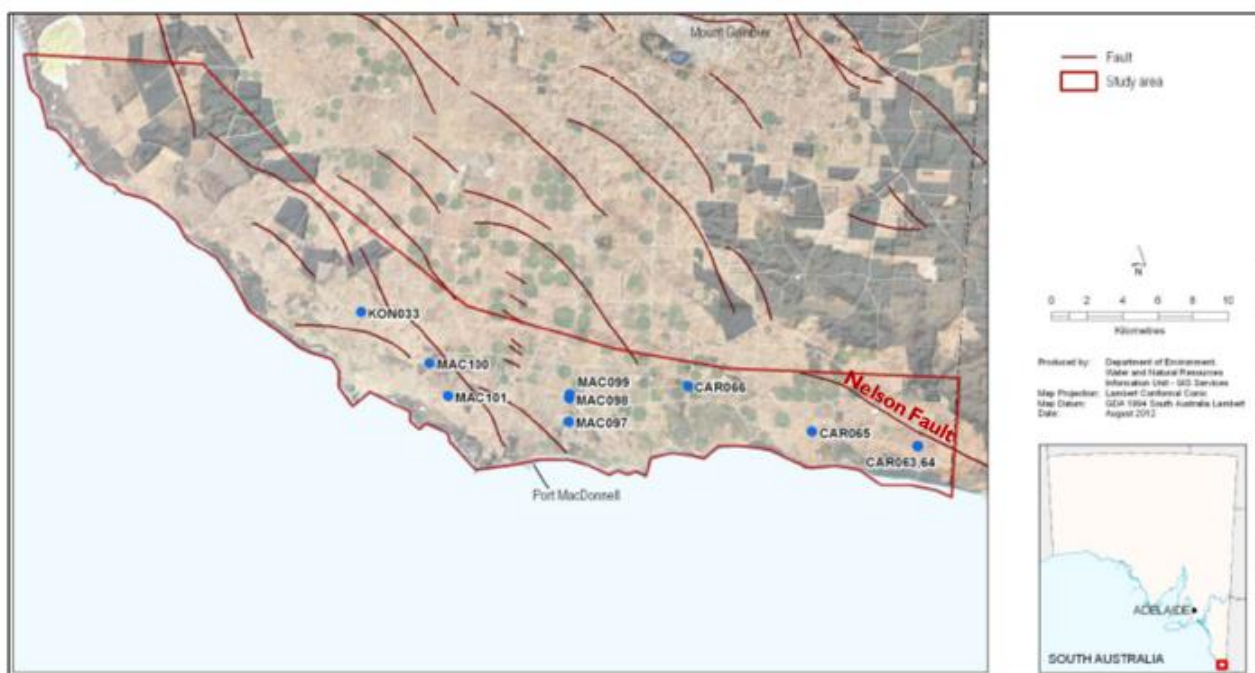 Mount Gambier
Fault
Study area
KON033
MAC100
MAC101
MAC099
MAC098
MAC097
CAR066
CAR065
CAR063,64
Nelson Fault
Port MacDonnell
N
0 2 4 6 8 10
Kilometres
Produced by: Department of Environment,
Water and Natural Resources
Information Unit - GIS Services
Map Projection: Lambert Conformal Conic
Map Datum: GDA 1994 South Australia Lambert
Date: August 2012
ADELAIDE
SOUTH AUSTRALIA